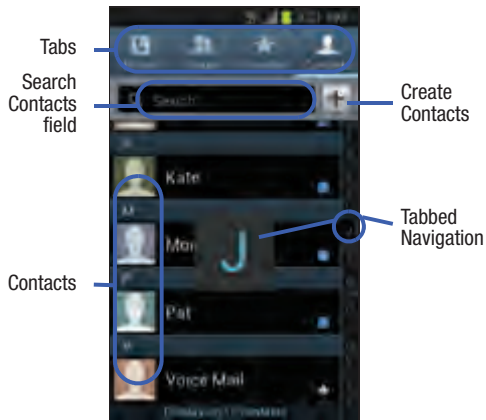 Tabs
Search
Contacts
field
Search
Create
Contacts
Kate
M
J
Tabbed
Navigation
Contacts
Pat
Voice Mail